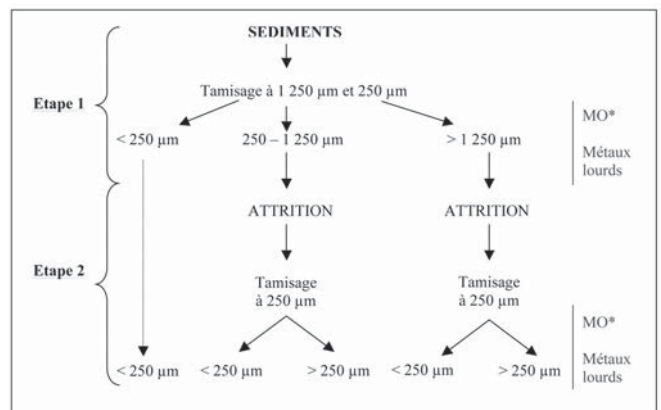 SEDIMENTS
Tamisage à 1 250 µm et 250 µm
Etape 1
< 250 µm
250 – 1 250µm
> 1 250 µm
MO*
Métaux
lourds
ATTRITION
ATTRITION
Etape 2
Tamisage
à 250 µm
Tamisage
à 250 µm
MO*
Métaux
lourds
< 250 µm
< 250 µm
> 250 µm
< 250 µm
> 250 µm